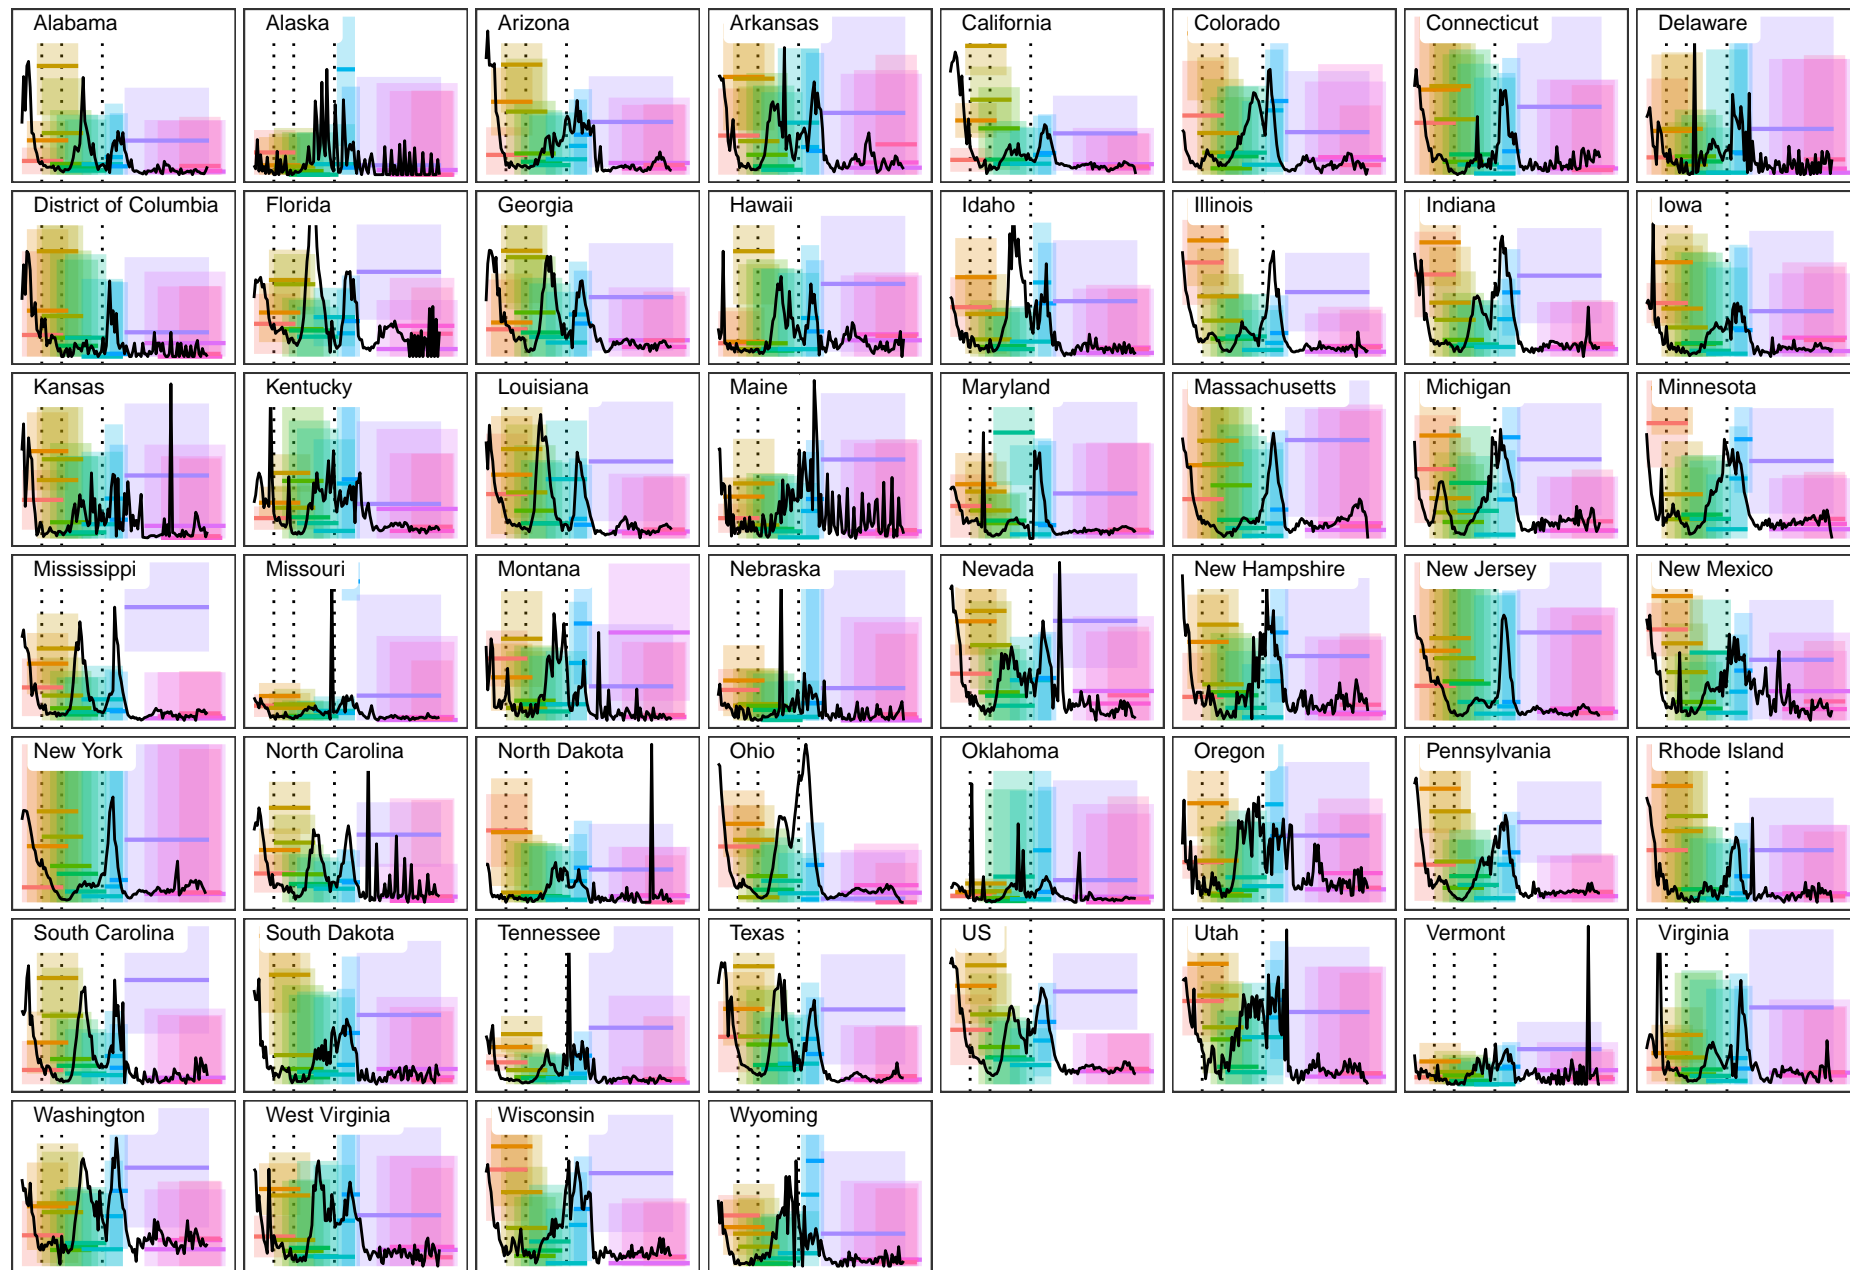 Alabama
Alaska
Arizona
Arkansas
California
Colorado
Connecticut
Delaware
District of Columbia
Florida
Georgia
Hawaii
Idaho
Illinois
Indiana
Iowa
Kansas
Kentucky
Louisiana
Maine
Maryland
Massachusetts
Michigan
Minnesota
Mississippi
Missouri
Montana
Nebraska
Nevada
New Hampshire
New Jersey
New Mexico
New York
North Carolina
North Dakota
Ohio
Oklahoma
Oregon
Pennsylvania
Rhode Island
South Carolina
South Dakota
Tennessee
Texas
US
Utah
Vermont
Virginia
Washington
West Virginia
Wisconsin
Wyoming